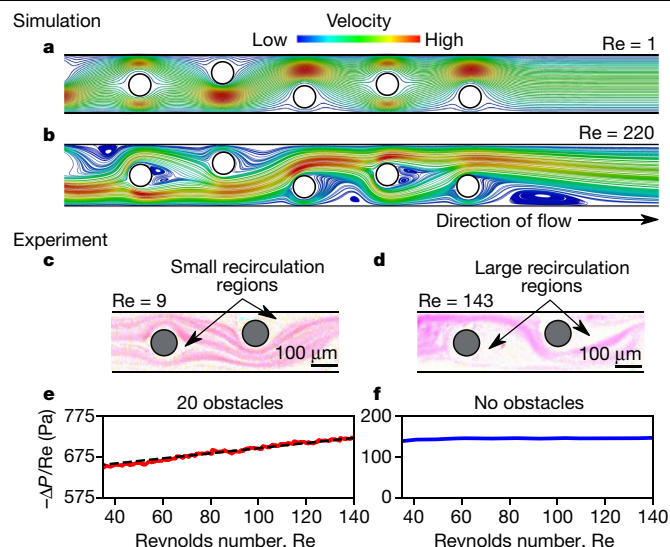 Simulation
Velocity
a
Low
High
Re = 1
b
Re = 220
Direction of flow
Experiment
c
Small recirculation
regions
Re = 9
100 μm
d
Large recirculation
regions
Re = 143
100 μm
e
20 obstacles
−ΔP/Re (Pa)
775
675
575
40
60
80
100
120
140
Reynolds number, Re
f
No obstacles
200
100
0
40
60
80
100
120
140
Reynolds number, Re